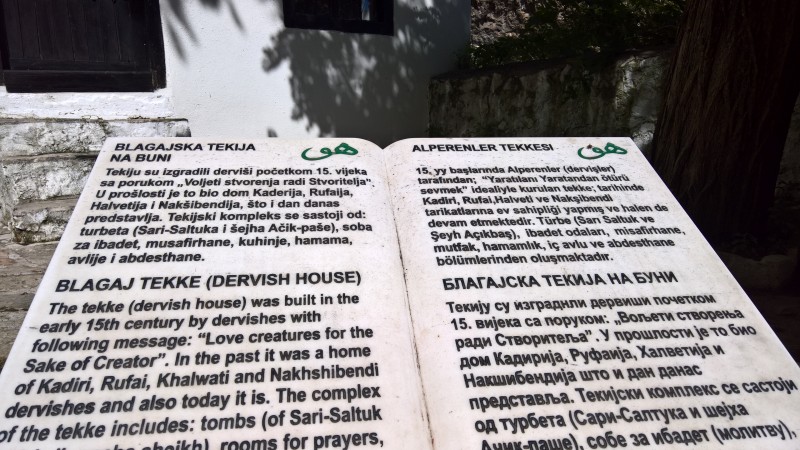 BLAGAJSKA TEKIJA
NA BUNI
Tekiju su izgradili derviši početkom 15. vijeka
sa porukom „Voljeti stvorenja radi Stvoritelja“.
U prošlosti je to bio dom Kaderija, Rufaija,
Halvetija i Nakšibendija, što i dan danas
predstavlja. Tekijski kompleks se sastoji od:
turbeta (Sari-Saltuka i šejha Ačik-paše), soba
za ibadet, musafirhane, kuhinje, hamama,
avlije i abdesthane.
BLAGAJ TEKKE (DERVISH HOUSE)
The tekke (dervish house) was built in the
early 15th century by dervishes with
following message: “Love creatures for the
Sake of Creator”. In the past it was a home
of Kadiri, Rufai, Khalwati and Nakhshibendi
dervishes and also today it is. The complex
of the tekke includes: tombs (of Sari-Saltuk
sheikh), rooms for prayers,
ALPERENLER TEKKESI
15. yy başlarında Alperenler (dervişler)
tarafından; “Yaratılanı Yaratandan ötürü
sevmek” idealiyle kurulan tekke; tarihinde
Kadiri, Rufai,Halveti ve Nakşibendi
tarikatlarına ev sahipliği yapmış ve halen de
devam etmektedir. Türbe (Sarı Saltuk ve
Şeyh Açıkbaş), ibadet odaları, misafirhane,
mutfak, hamamlık, iç avlu ve abdesthane
bölümlerinden oluşmaktadır.
БЛАГАЈСКА ТЕКИЈА НА БУНИ
Текију су изградили дервиши почетком
15. вијека са поруком: „Вољети створења
ради Створитеља”. У прошлости је то био
дом Кадирија, Руфаија, Халветија и
Накшибендија што и дан данас
представља. Текијски комплекс се састоји
од турбета (Сари-Салтука и шејха
Ачик-паше), собе за ибадет (молитву),